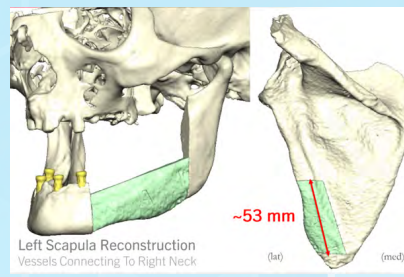 ~53 mm
Left Scapula Reconstruction
Vessels Connecting To Right Neck
(lat)
(med)